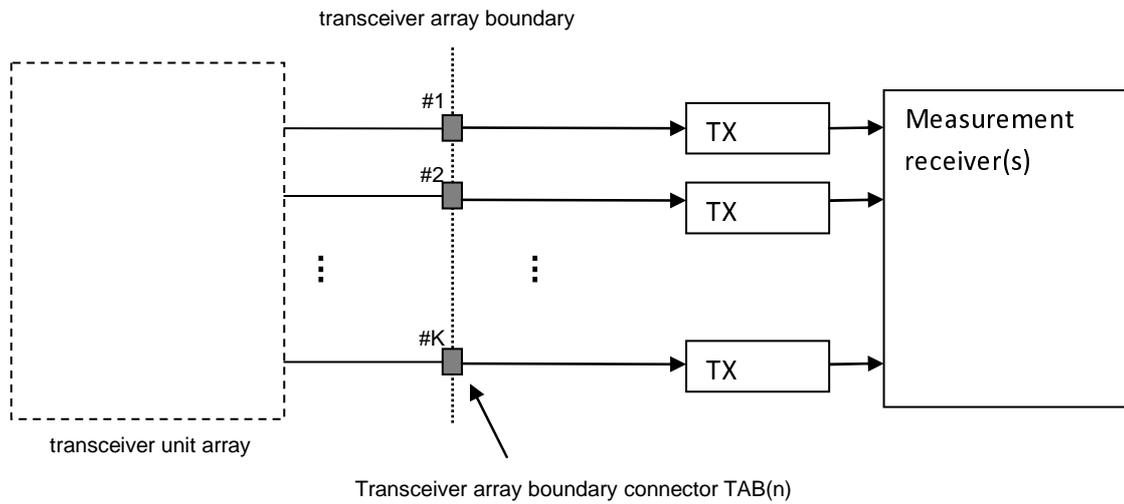 transceiver array boundary
#1
TX
Measurement
receiver(s)
#2
TX
#K
TX
transceiver unit array
Transceiver array boundary connector TAB(n)